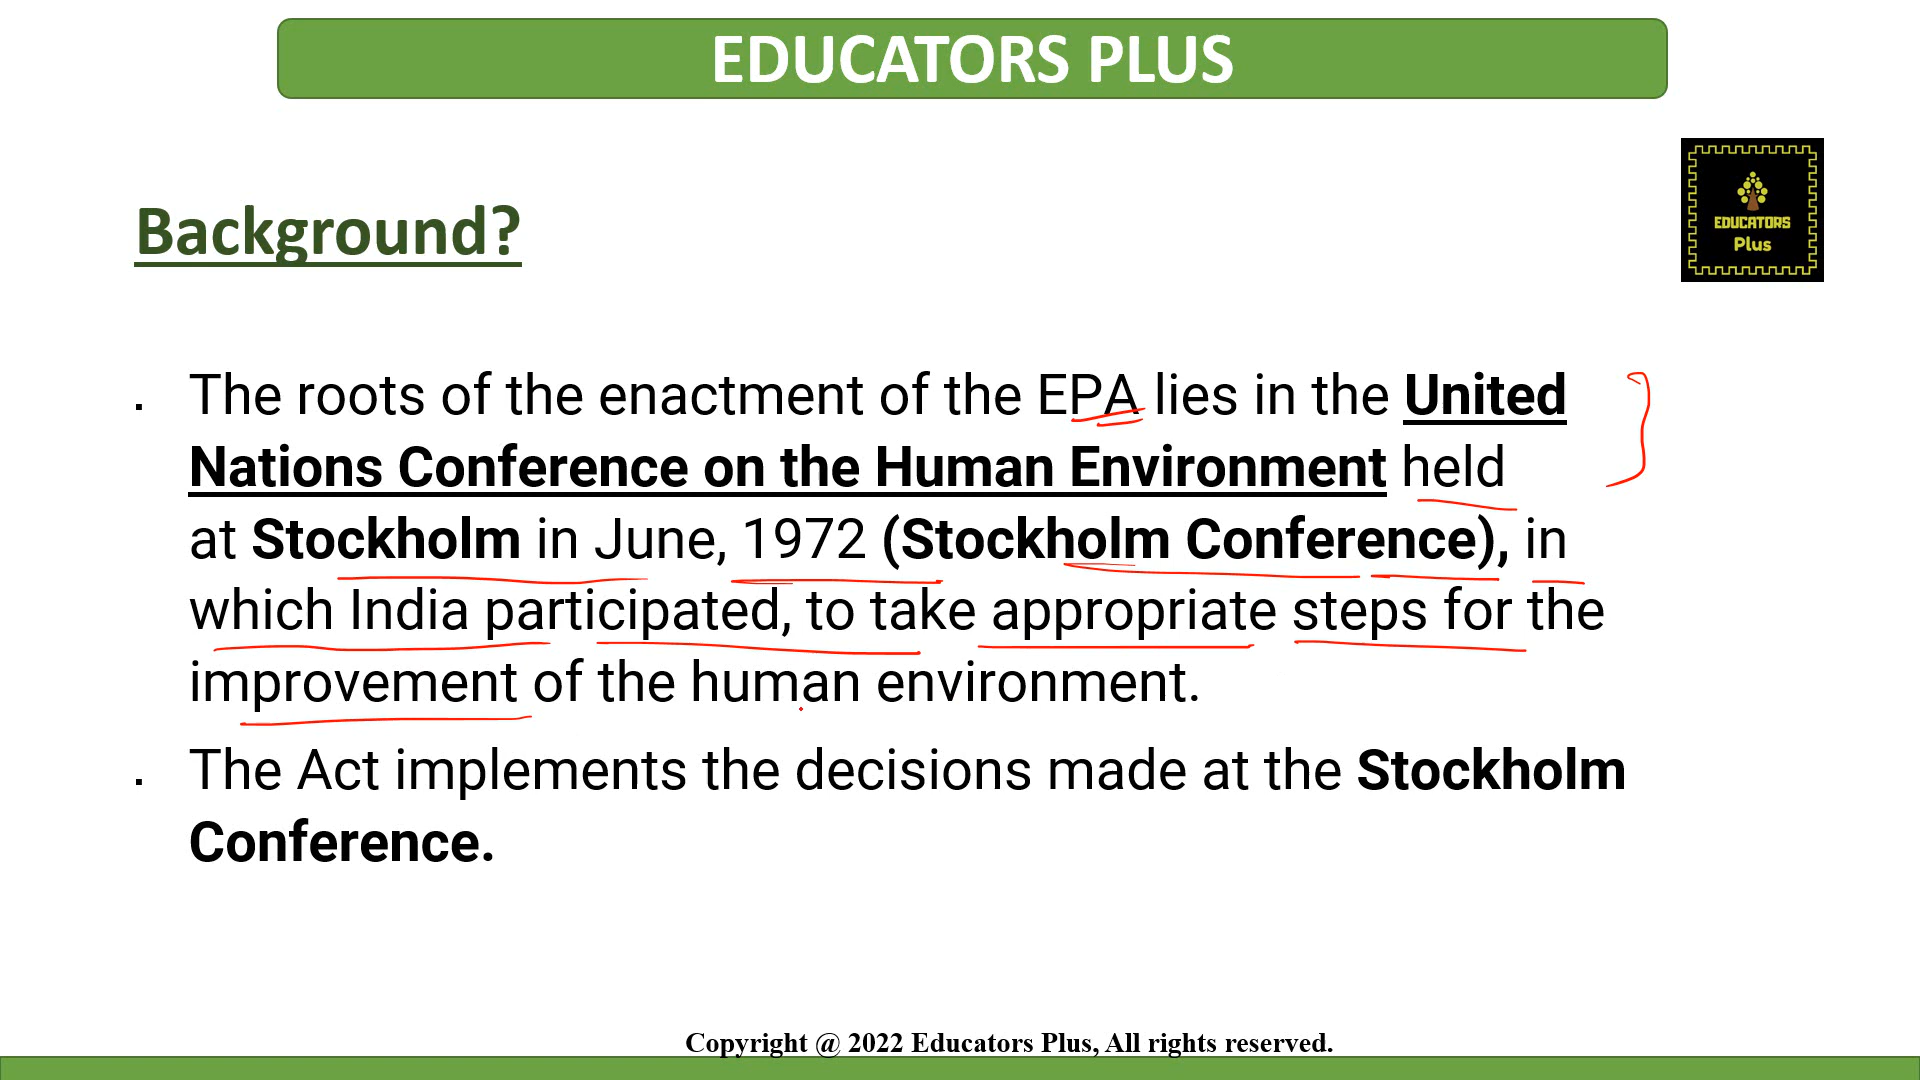 EDUCATORS PLUS
EDUCATORS
Plus
Background?
The roots of the enactment of the EPA lies in the United
Nations Conference on the Human Environment held
at Stockholm in June, 1972 (Stockholm Conference), in
which India participated, to take appropriate steps for the
improvement of the human environment.
The Act implements the decisions made at the Stockholm
Conference.
Copyright @ 2022 Educators Plus, All rights reserved.